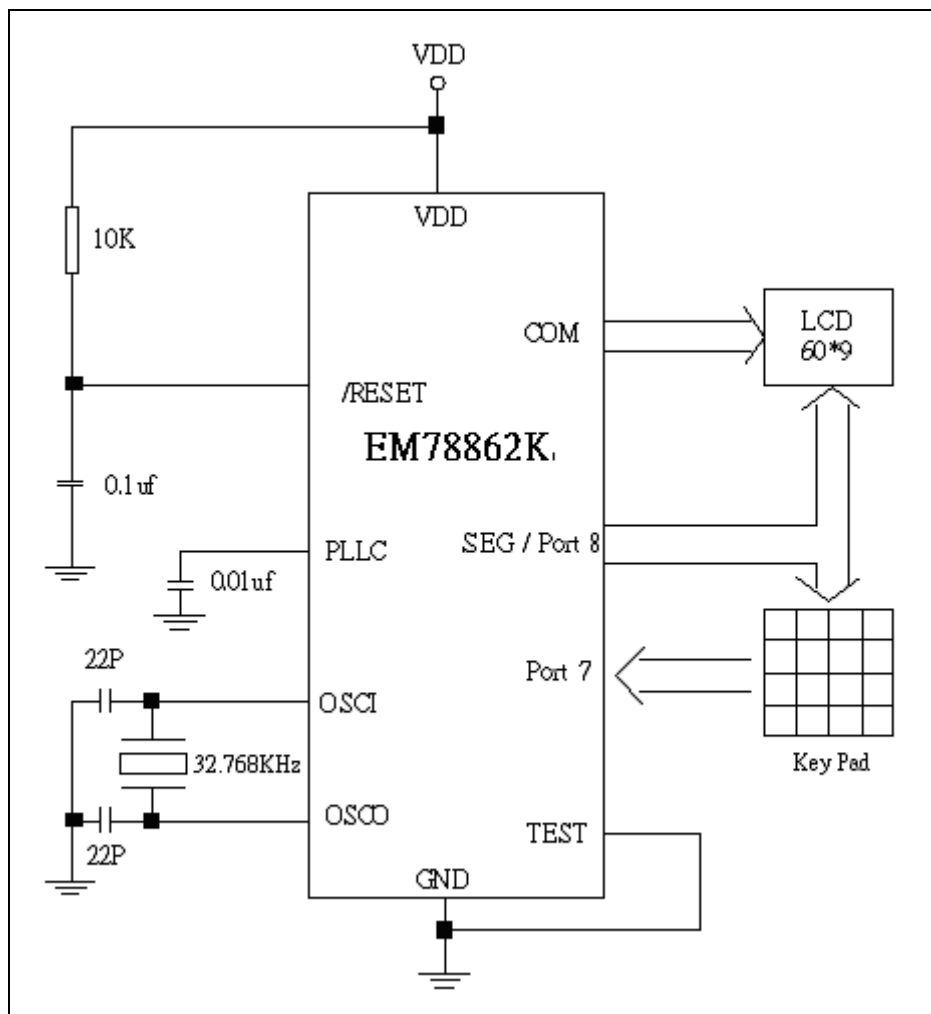 VDD
VDD
10K
COM
LCD
60*9
/RESET
EM78862K
0.1uf
SEG / Port 8
PLLC
0.01uf
22P
Port 7
OSCI
32.768KHz
Key Pad
OSCO
TEST
22P
GND